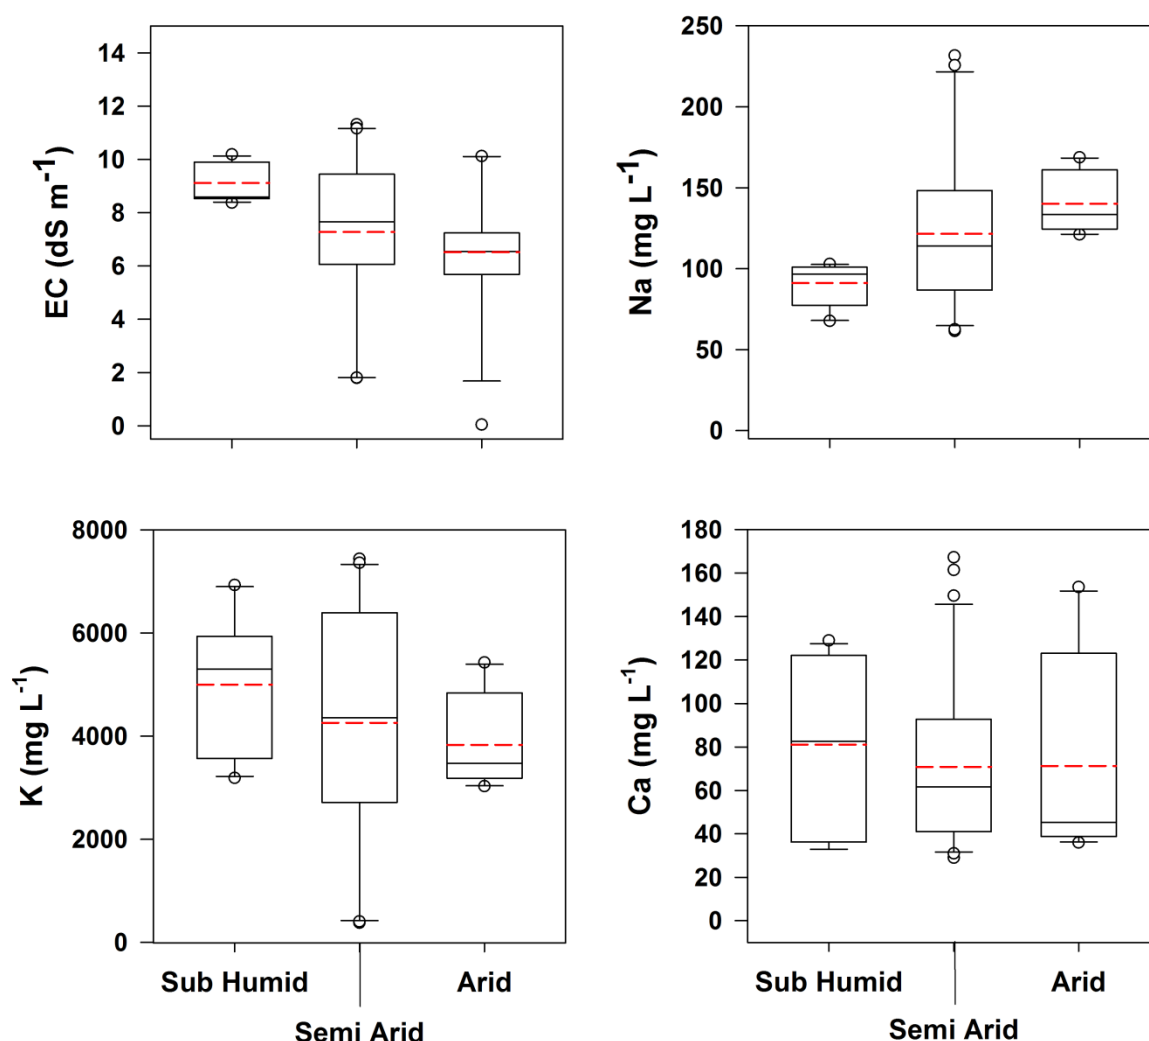 EC (dS m⁻¹)
14
12
10
8
6
4
2
0
Na (mg L⁻¹)
250
200
150
100
50
0
K (mg L⁻¹)
8000
6000
4000
2000
0
Sub Humid
Semi Arid
Arid
Ca (mg L⁻¹)
180
160
140
120
100
80
60
40
20
0
Sub Humid
Semi Arid
Arid